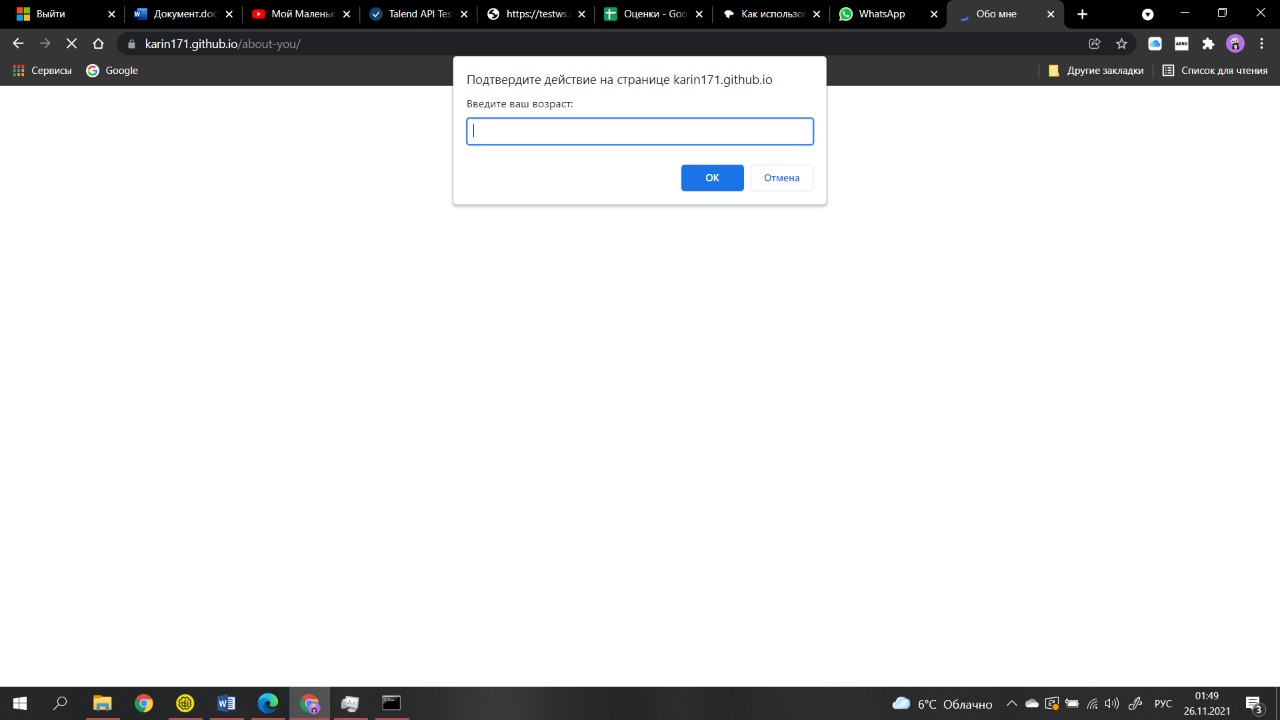 Выйти
Документ.doc
Мой Маленьк
Talend API Tes
https://testws.
Оценки - Goo
Как использо
WhatsApp
Обо мне
karin171.github.io/about-you/
Сервисы
Google
Другие закладки
Список для чтения
Подтвердите действие на странице karin171.github.io
Введите ваш возраст:
ОК
Отмена
6°C Облачно
РУС
01:49
26.11.2021
3